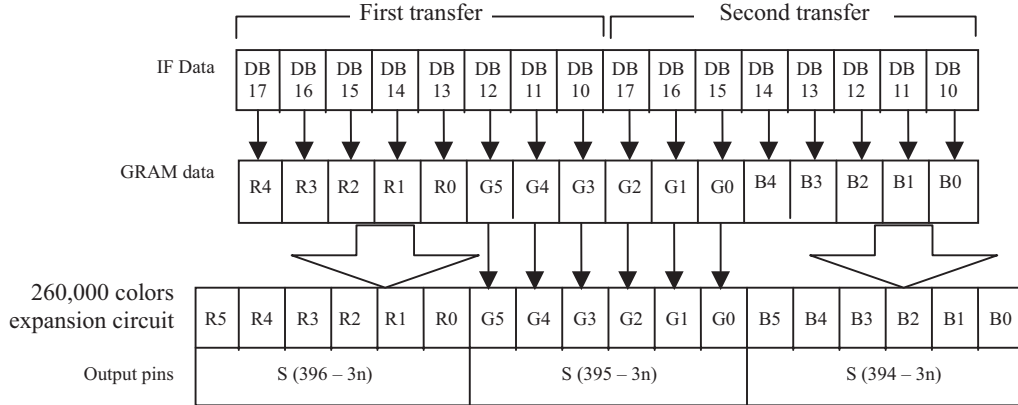 First transfer Second transfer
IF Data DB 17 DB 16 DB 15 DB 14 DB 13 DB 12 DB 11 DB 10 DB 17 DB 16 DB 15 DB 14 DB 13 DB 12 DB 11 DB 10
GRAM data R4 R3 R2 R1 R0 G5 G4 G3 G2 G1 G0 B4 B3 B2 B1 B0
260,000 colors
expansion circuit R5 R4 R3 R2 R1 R0 G5 G4 G3 G2 G1 G0 B5 B4 B3 B2 B1 B0
Output pins S (396 – 3n) S (395 – 3n) S (394 – 3n)